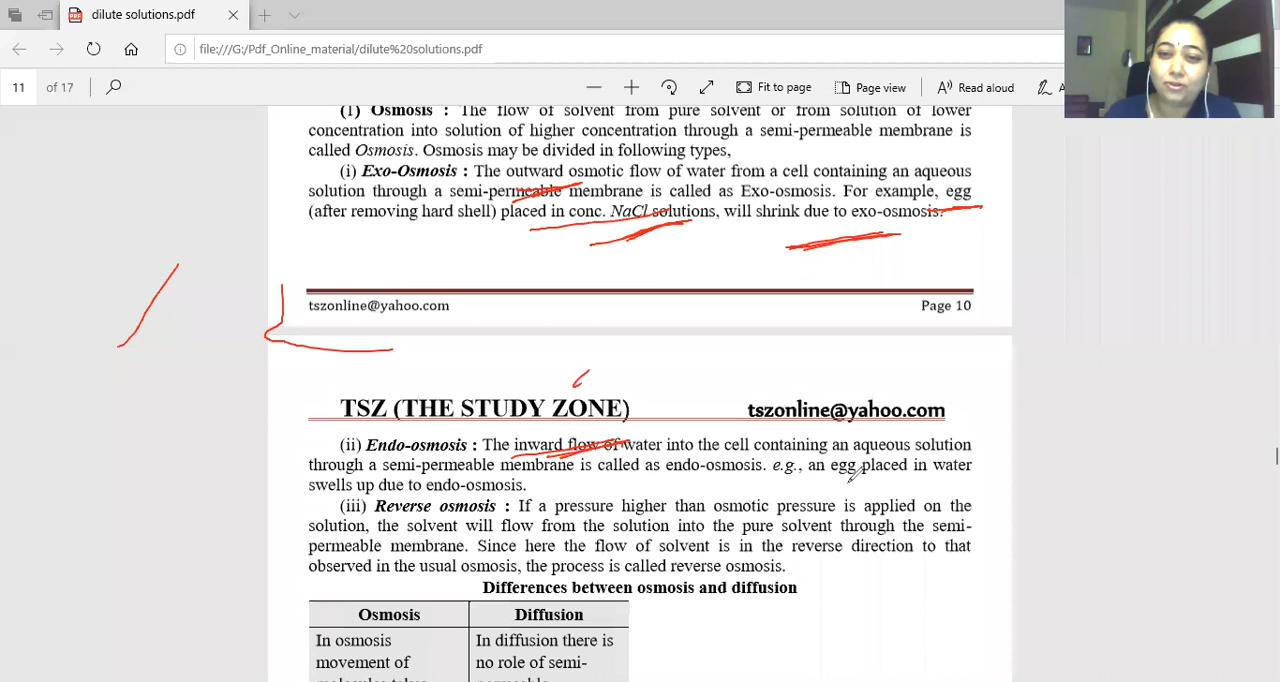 dilute solutions.pdf
file:///G:/Pdf_Online_material/dilute%20solutions.pdf
11 of 17
Fit to page
Page view
Read aloud
(1) Osmosis : The flow of solvent from pure solvent or from solution of lower
concentration into solution of higher concentration through a semi-permeable membrane is
called Osmosis. Osmosis may be divided in following types,
(i) Exo-Osmosis : The outward osmotic flow of water from a cell containing an aqueous
solution through a semi-permeable membrane is called as Exo-osmosis. For example, egg
(after removing hard shell) placed in conc. NaCl solutions, will shrink due to exo-osmosis.
tszonline@yahoo.com Page 10
TSZ (THE STUDY ZONE) tszonline@yahoo.com
(ii) Endo-osmosis : The inward flow of water into the cell containing an aqueous solution
through a semi-permeable membrane is called as endo-osmosis. e.g., an egg placed in water
swells up due to endo-osmosis.
(iii) Reverse osmosis : If a pressure higher than osmotic pressure is applied on the
solution, the solvent will flow from the solution into the pure solvent through the semi-
permeable membrane. Since here the flow of solvent is in the reverse direction to that
observed in the usual osmosis, the process is called reverse osmosis.
Differences between osmosis and diffusion
Osmosis Diffusion
In osmosis In diffusion there is
movement of no role of semi-